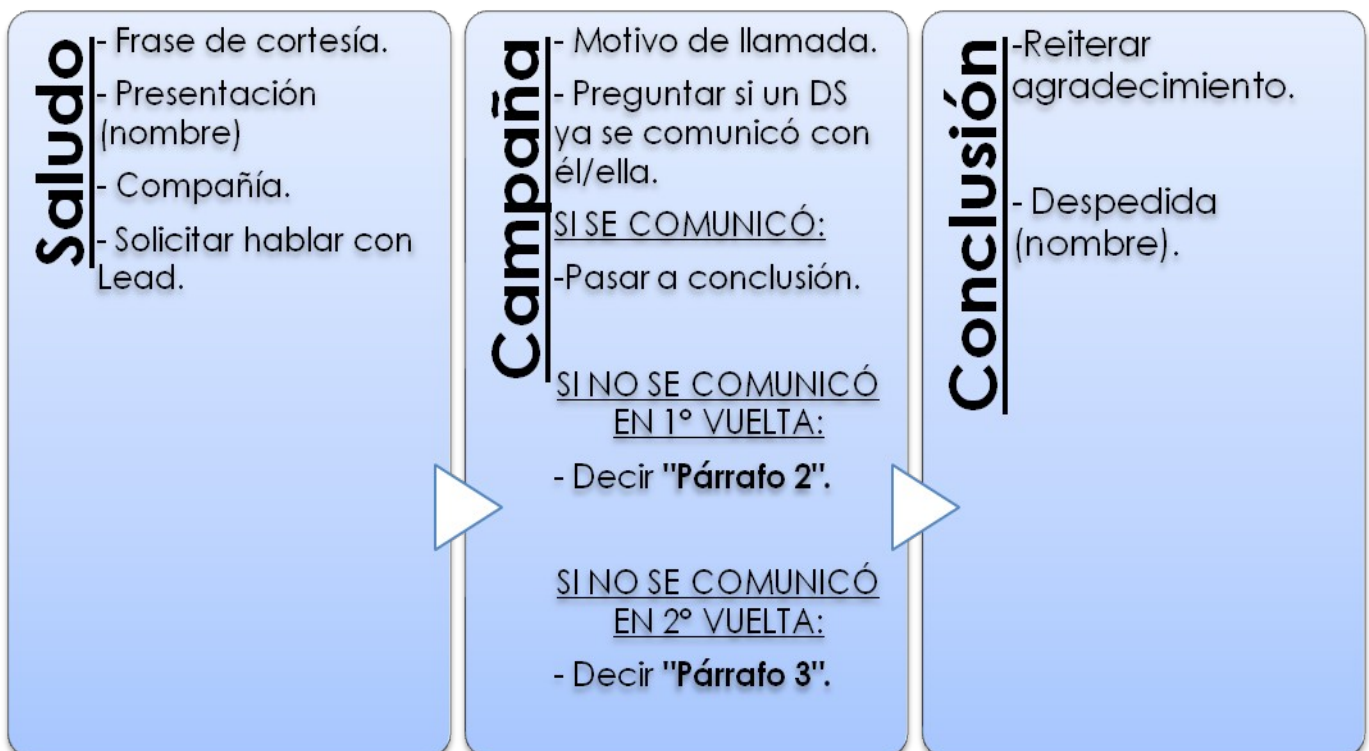 Saludo
- Frase de cortesía.
- Presentación
(nombre)
- Compañía.
- Solicitar hablar con
Lead.
Campaña
- Motivo de llamada.
- Preguntar si un DS
ya se comunicó con
él/ella.
SI SE COMUNICÓ:
-Pasar a conclusión.
SI NO SE COMUNICÓ
EN 1º VUELTA:
- Decir "Párrafo 2".
SI NO SE COMUNICÓ
EN 2º VUELTA:
- Decir "Párrafo 3".
Conclusión
-Reiterar
agradecimiento.
- Despedida
(nombre).